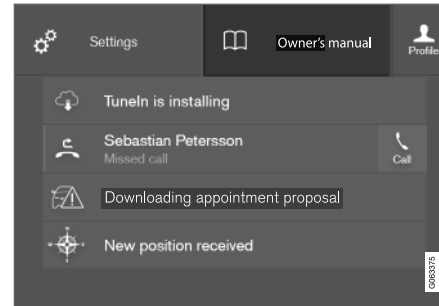 Settings
Owner's manual
Profile
TuneIn is installing
Sebastian Petersson
Missed call
Call
Downloading appointment proposal
New position received
G063375